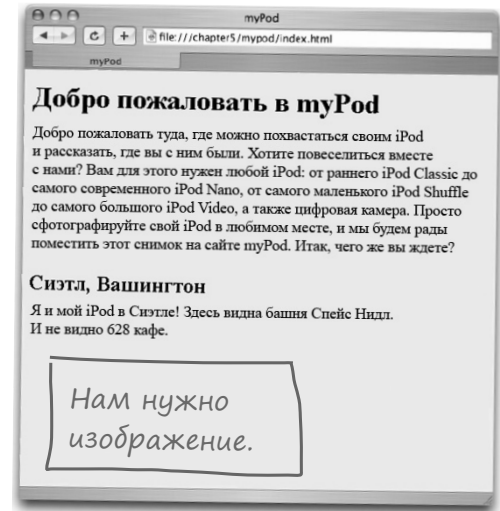 myPod
file:///chapter5/mypod/index.html
myPod
Добро пожаловать в myPod
Добро пожаловать туда, где можно похвастаться своим iPod
и рассказать, где вы с ним были. Хотите повеселиться вместе
с нами? Вам для этого нужен любой iPod: от раннего iPod Classic до
самого современного iPod Nano, от самого маленького iPod Shuffle
до самого большого iPod Video, а также цифровая камера. Просто
сфотографируйте свой iPod в любимом месте, и мы будем рады
поместить этот снимок на сайте myPod. Итак, чего же вы ждете?
Сиэтл, Вашингтон
Я и мой iPod в Сиэтле! Здесь видна башня Спейс Нидл.
И не видно 628 кафе.
Нам нужно
изображение.